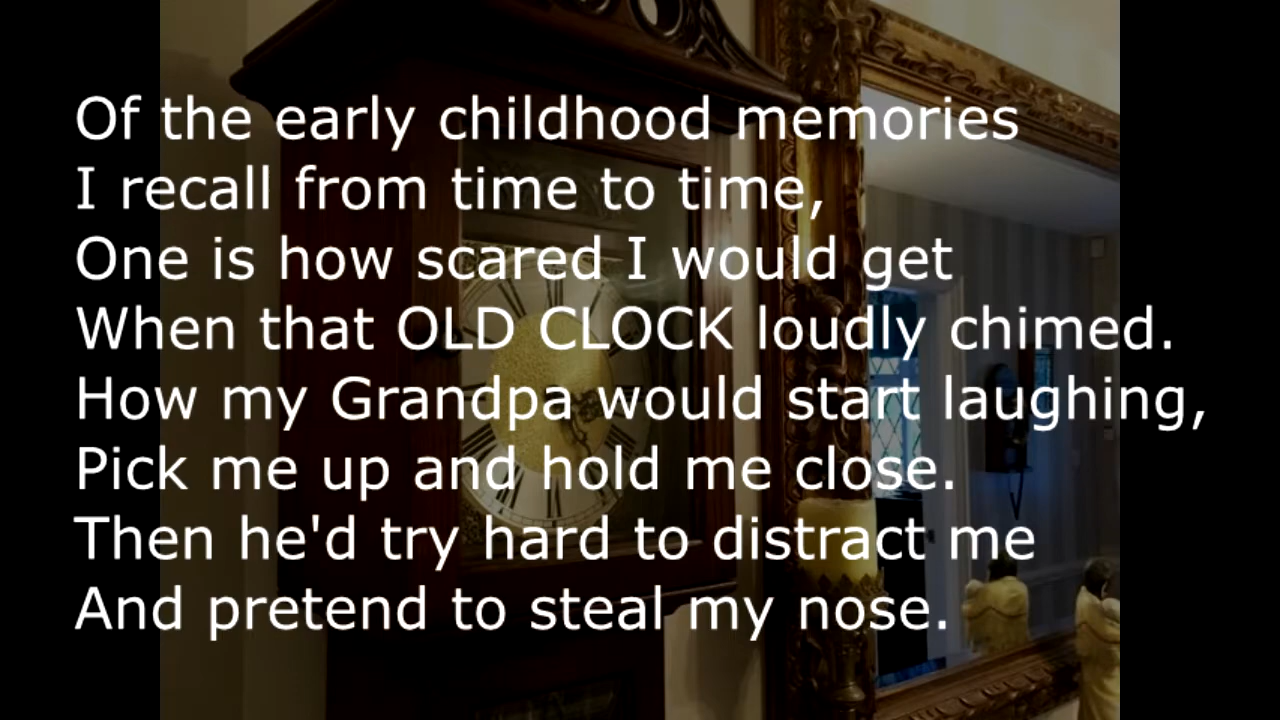 Of the early childhood memories
I recall from time to time,
One is how scared I would get
When that OLD CLOCK loudly chimed.
How my Grandpa would start laughing,
Pick me up and hold me close.
Then he'd try hard to distract me
And pretend to steal my nose.